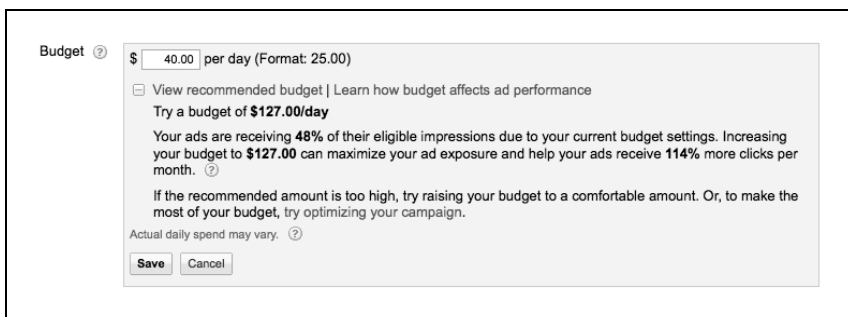 Budget ?
$ 40.00 per day (Format: 25.00)
View recommended budget | Learn how budget affects ad performance
Try a budget of $127.00/day
Your ads are receiving 48% of their eligible impressions due to your current budget settings. Increasing
your budget to $127.00 can maximize your ad exposure and help your ads receive 114% more clicks per
month. ?
If the recommended amount is too high, try raising your budget to a comfortable amount. Or, to make the
most of your budget, try optimizing your campaign.
Actual daily spend may vary. ?
Save Cancel